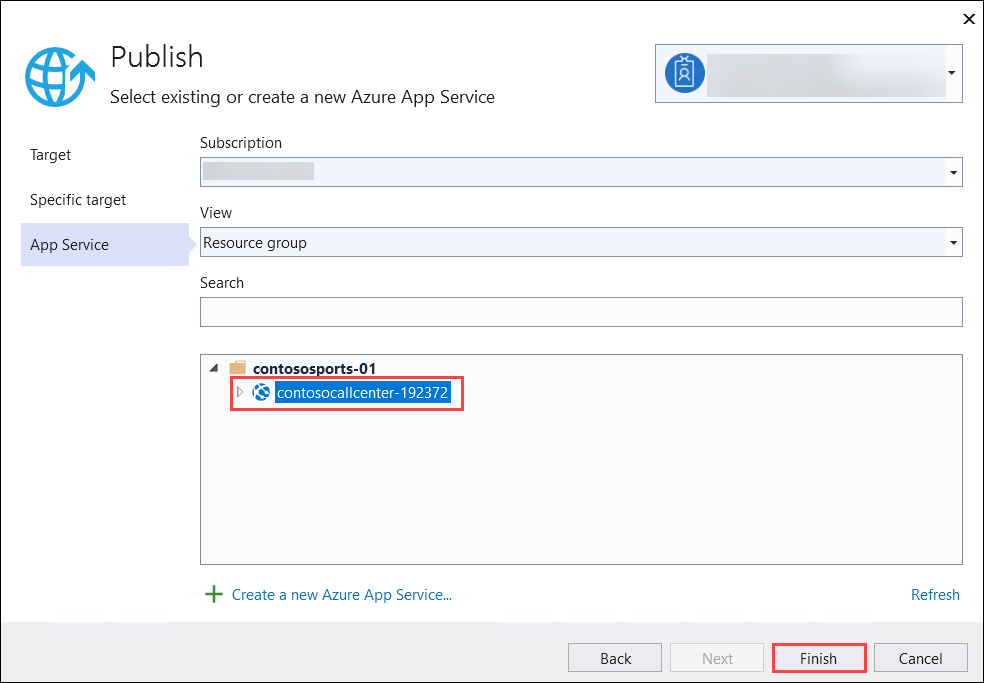 Publish
Select existing or create a new Azure App Service
Target
Specific target
App Service
Subscription
View
Resource group
Search
contososports-01
contosocallcenter-192372
Create a new Azure App Service...
Refresh
Back
Next
Finish
Cancel